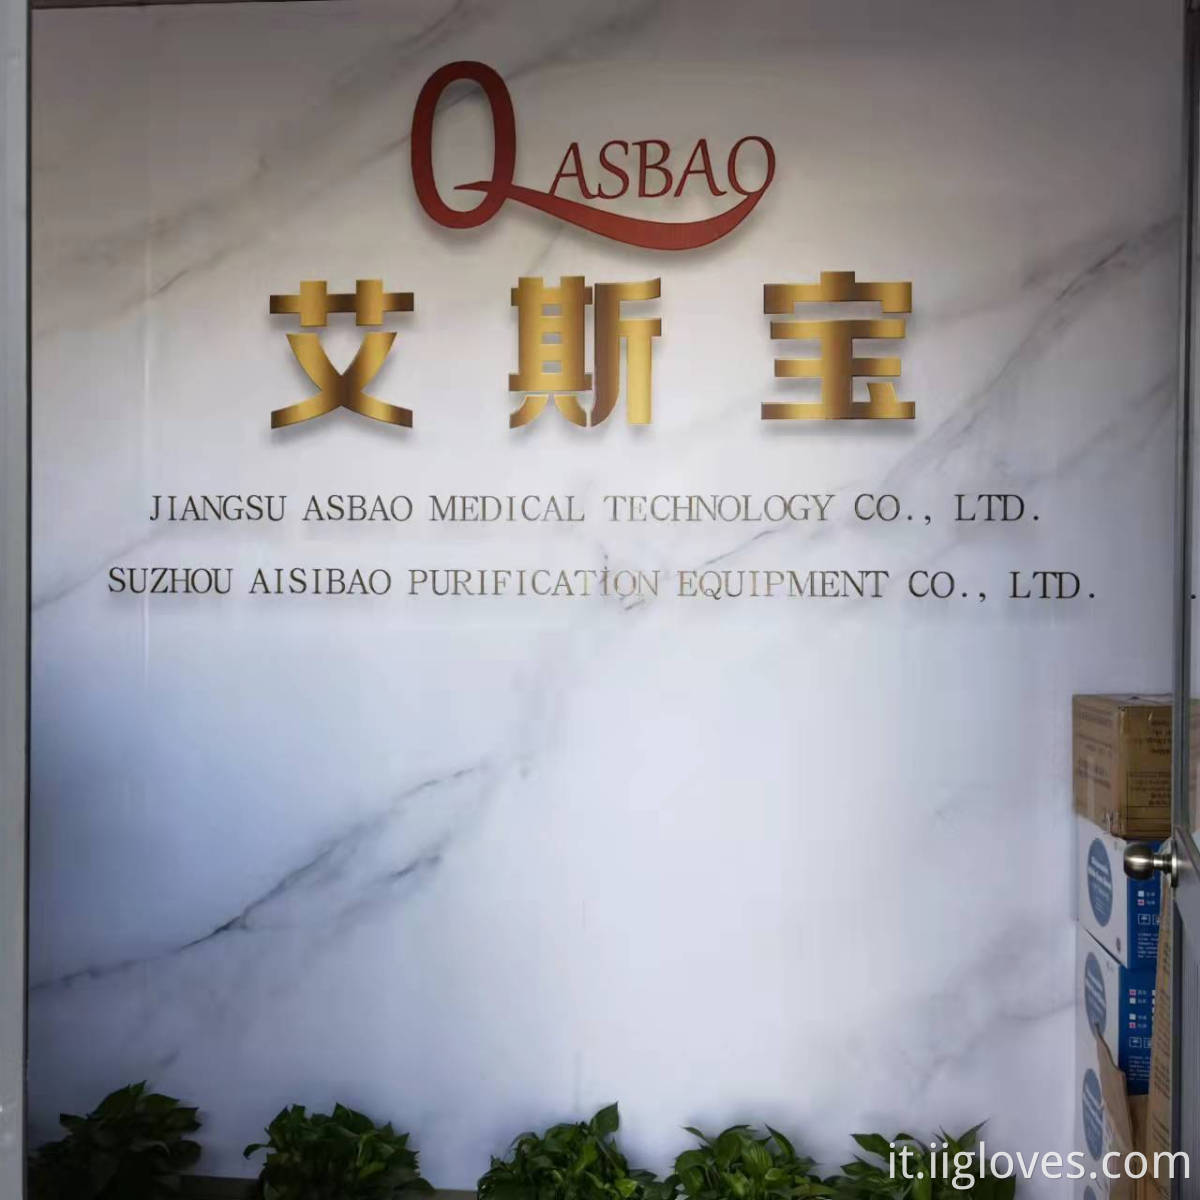 QASBAO
艾斯宝
JIANGSU ASBAO MEDICAL TECHNOLOGY CO., LTD.
SUZHOU AISIBAO PURIFICATION EQUIPMENT CO., LTD.
it.iigloves.com